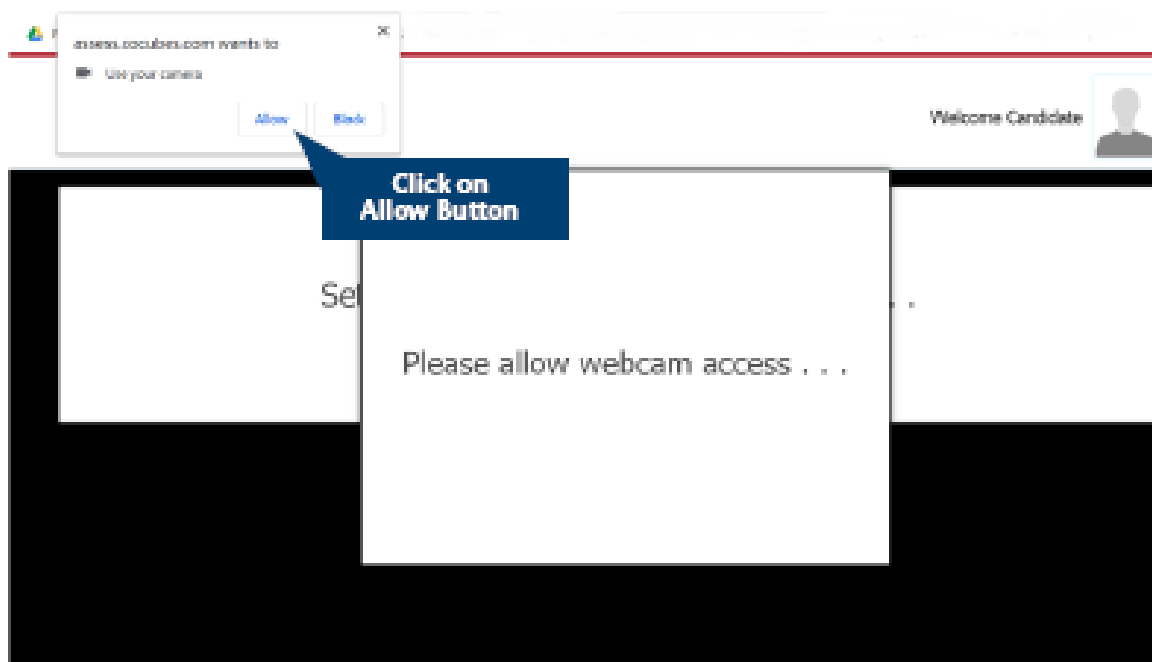 assess.cocubes.com wants to
Use your camera
Allow Block
Welcome Candidate
Click on
Allow Button
Se
. .
Please allow webcam access . . .